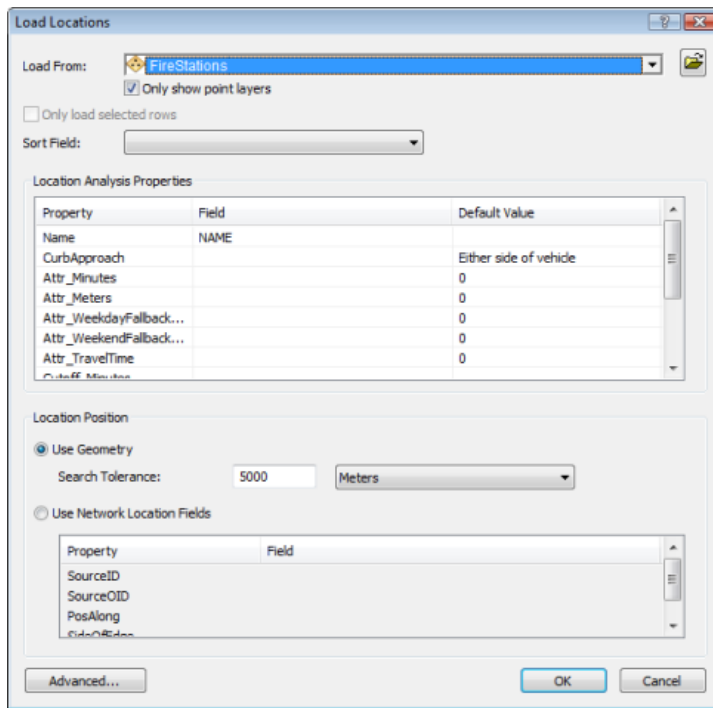 Load Locations
Load From: FireStations
Only show point layers
Only load selected rows
Sort Field:
Location Analysis Properties
Property Field Default Value
Name NAME
CurbApproach Either side of vehicle
Attr_Minutes 0
Attr_Meters 0
Attr_WeekdayFallback... 0
Attr_WeekendFallback... 0
Attr_TravelTime 0
Cutoff_Minutes
Location Position
Use Geometry
Search Tolerance: 5000 Meters
Use Network Location Fields
Property Field
SourceID
SourceOID
PosAlong
SideOfEdge
Advanced... OK Cancel